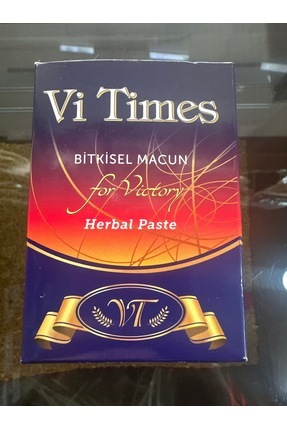 Vi Times
BİTKİSEL MACUN
for Victory
Herbal Paste
VT